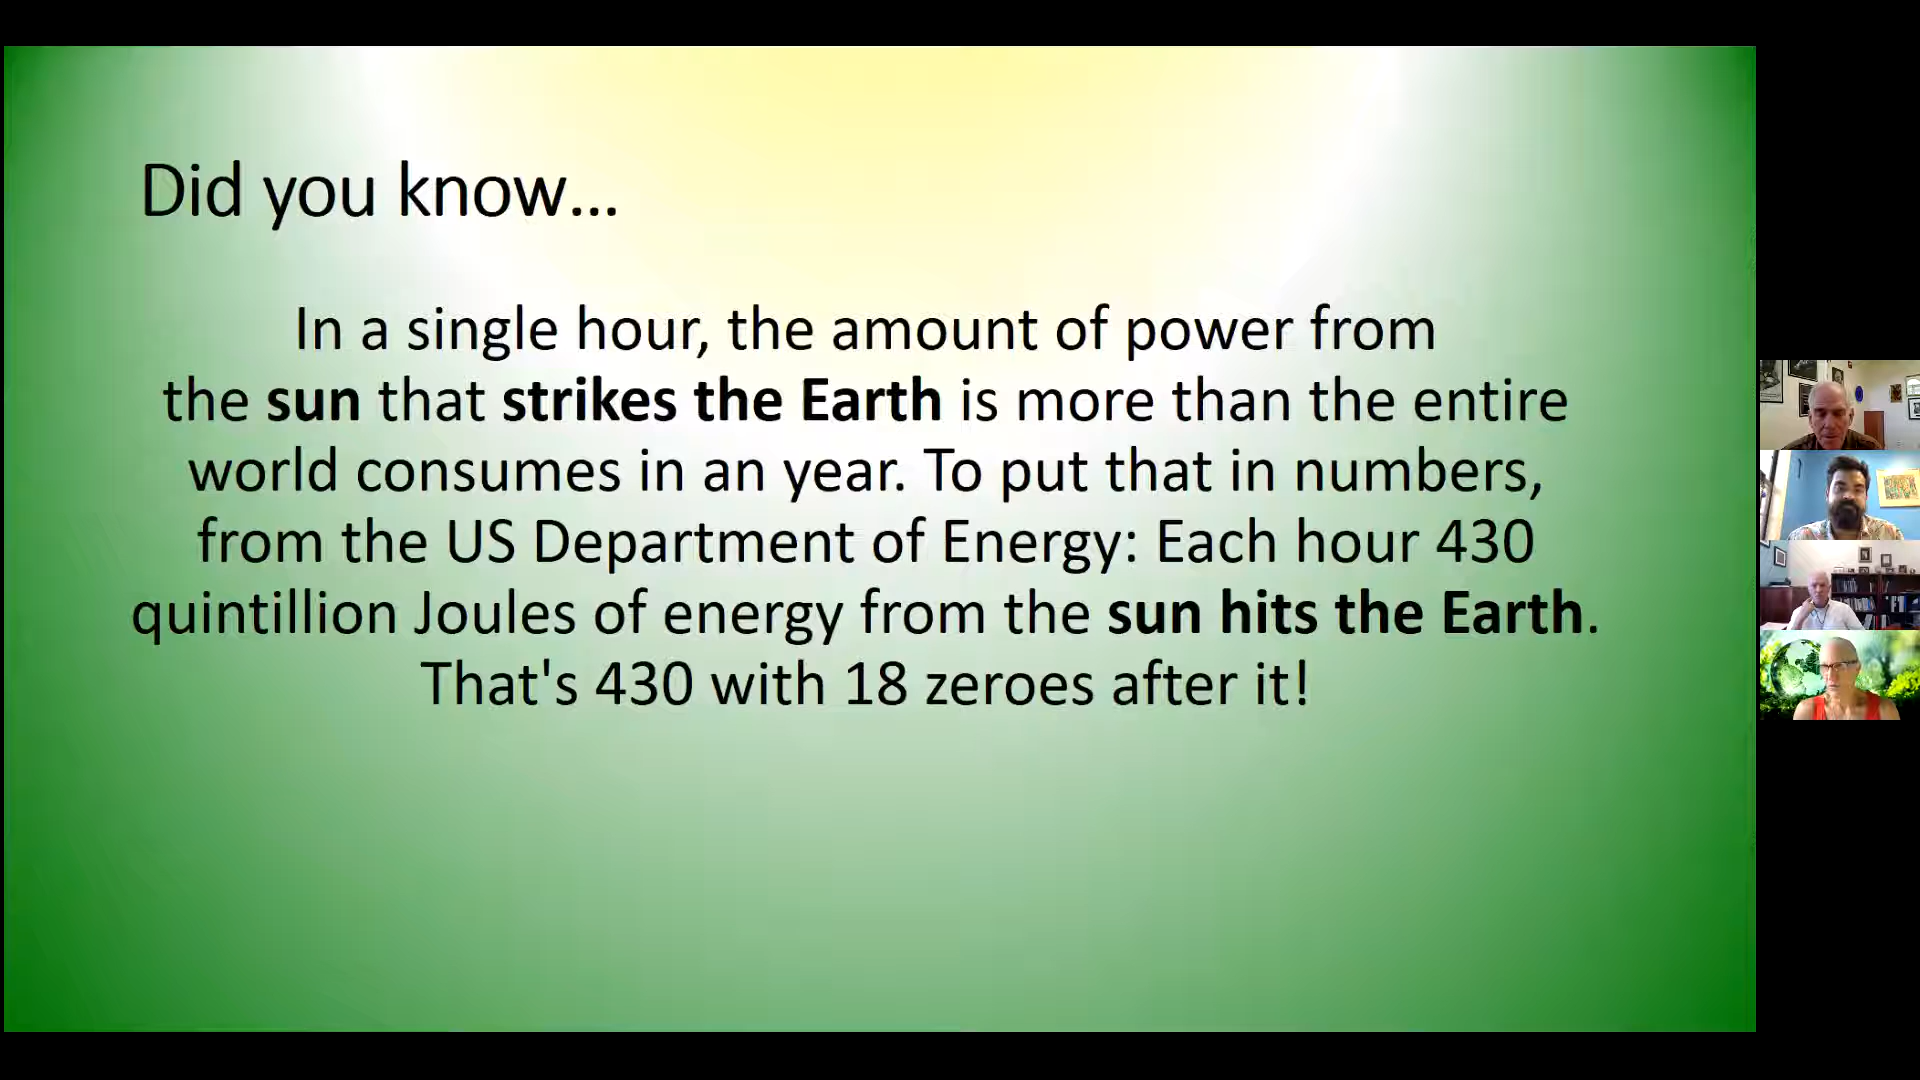 Did you know...
In a single hour, the amount of power from
the sun that strikes the Earth is more than the entire
world consumes in an year. To put that in numbers,
from the US Department of Energy: Each hour 430
quintillion Joules of energy from the sun hits the Earth.
That's 430 with 18 zeroes after it!